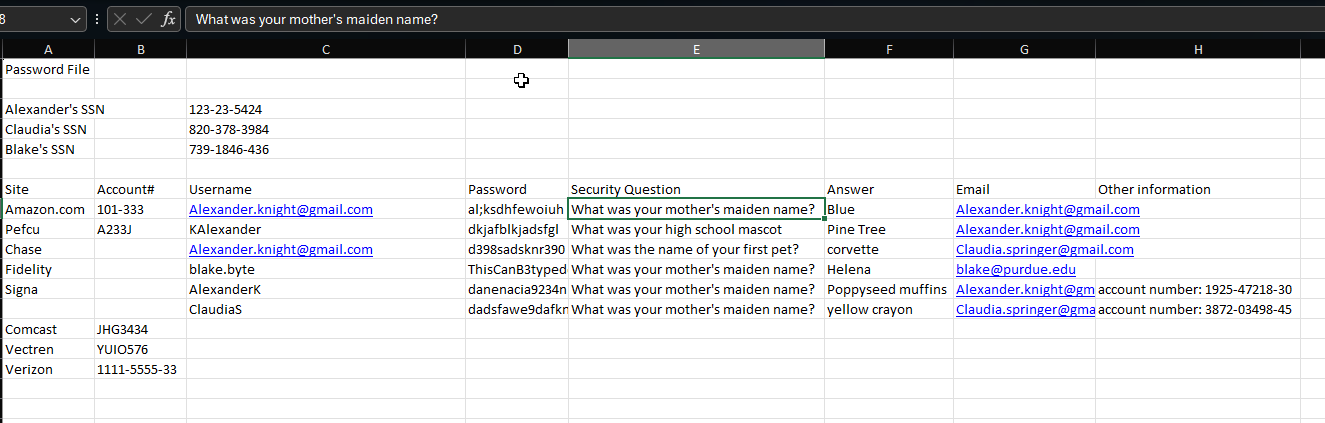 8 fx What was your mother's maiden name?
A B C D E F G H
Password File
Alexander's SSN 123-23-5424
Claudia's SSN 820-378-3984
Blake's SSN 739-1846-436
Site Account# Username Password Security Question Answer Email Other information
Amazon.com 101-333 Alexander.knight@gmail.com al;ksdhfewoiuh What was your mother's maiden name? Blue Alexander.knight@gmail.com
Pefcu A233J KAlexander dkjafblkjadsfgl What was your high school mascot Pine Tree Alexander.knight@gmail.com
Chase Alexander.knight@gmail.com d398sadsknr390 What was the name of your first pet? corvette Claudia.springer@gmail.com
Fidelity blake.byte ThisCanB3typed What was your mother's maiden name? Helena blake@purdue.edu
Signa AlexanderK danenacia9234n What was your mother's maiden name? Poppyseed muffins Alexander.knight@gm account number: 1925-47218-30
ClaudiaS dadsfawe9dafkn What was your mother's maiden name? yellow crayon Claudia.springer@gma account number: 3872-03498-45
Comcast JHG3434
Vectren YUIO576
Verizon 1111-5555-33